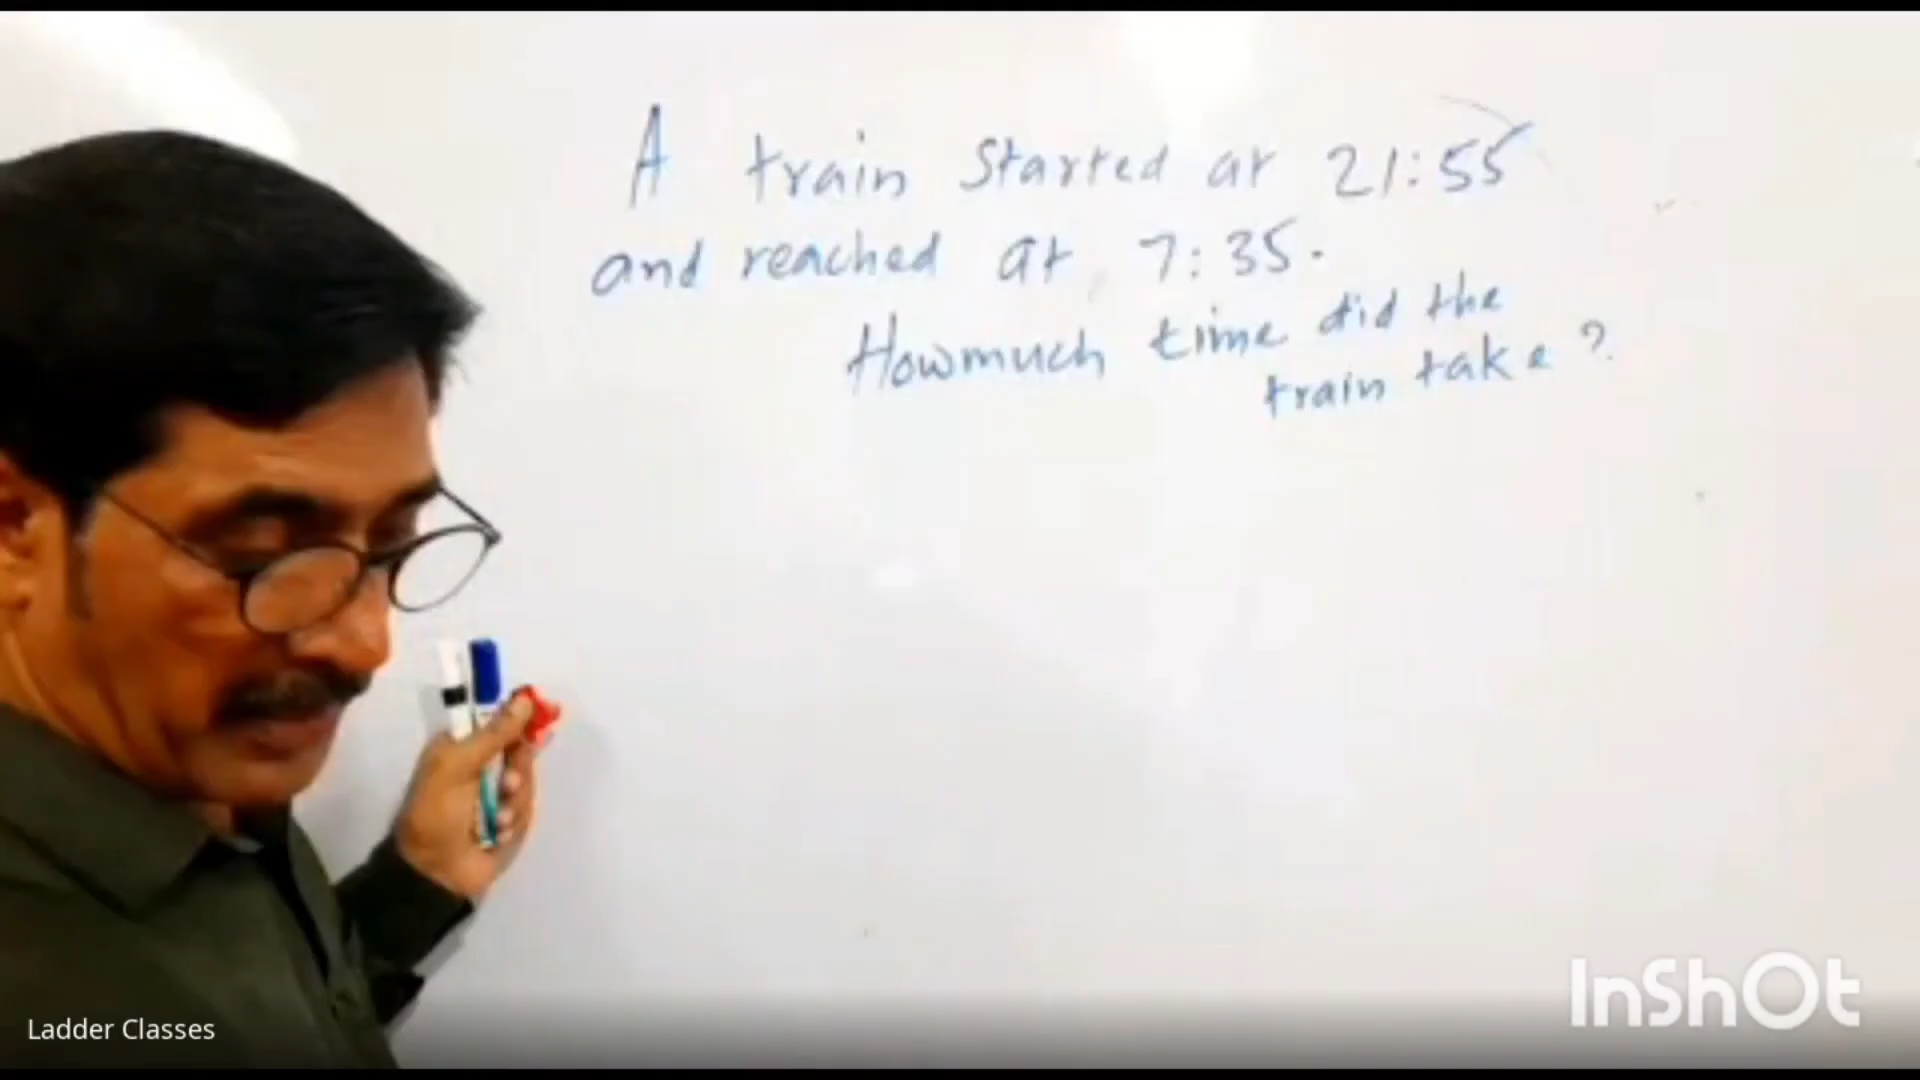 A train Started at 21:55
and reached at 7:35.
Howmuch time did the
train take?
InShOt
Ladder Classes